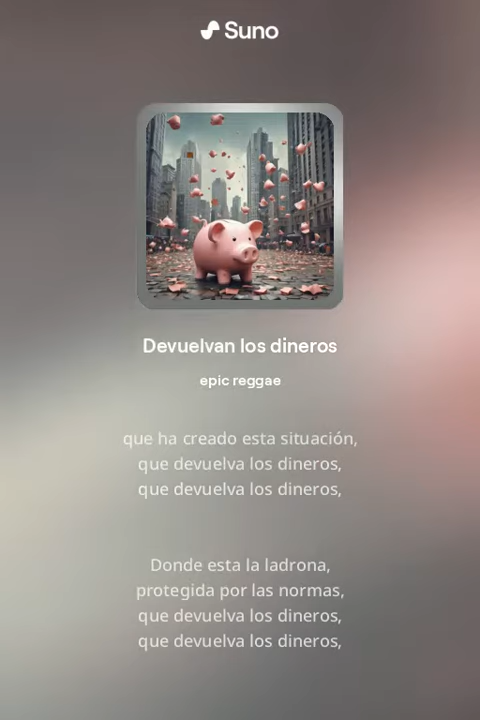 Suno
Devuelvan los dineros
epic reggae
que ha creado esta situación,
que devuelva los dineros,
que devuelva los dineros,
Donde esta la ladrona,
protegida por las normas,
que devuelva los dineros,
que devuelva los dineros,